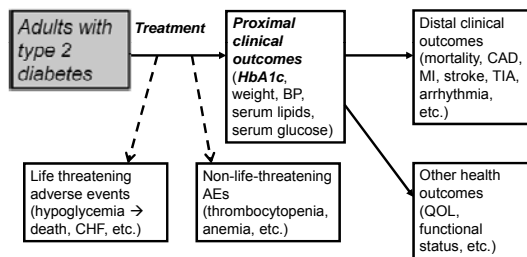 Adults with
type 2
diabetes
Treatment
Proximal
clinical
outcomes
(HbA1c,
weight, BP,
serum lipids,
serum glucose)
Distal clinical
outcomes
(mortality, CAD,
MI, stroke, TIA,
arrhythmia,
etc.)
Life threatening
adverse events
(hypoglycemia →
death, CHF, etc.)
Non-life-threatening
AEs
(thrombocytopenia,
anemia, etc.)
Other health
outcomes
(QOL,
functional
status, etc.)